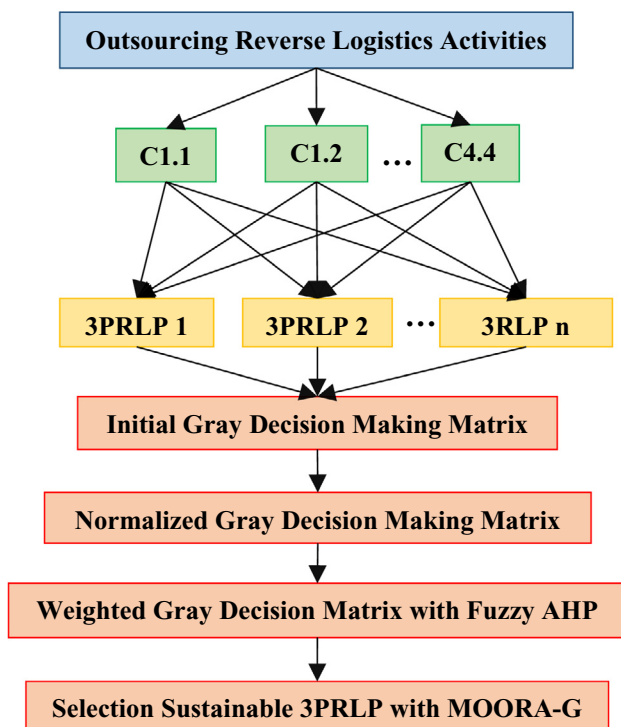 Outsourcing Reverse Logistics Activities
C1.1 C1.2 ... C4.4
3PRLP 1 3PRLP 2 ... 3RLP n
Initial Gray Decision Making Matrix
Normalized Gray Decision Making Matrix
Weighted Gray Decision Matrix with Fuzzy AHP
Selection Sustainable 3PRLP with MOORA-G